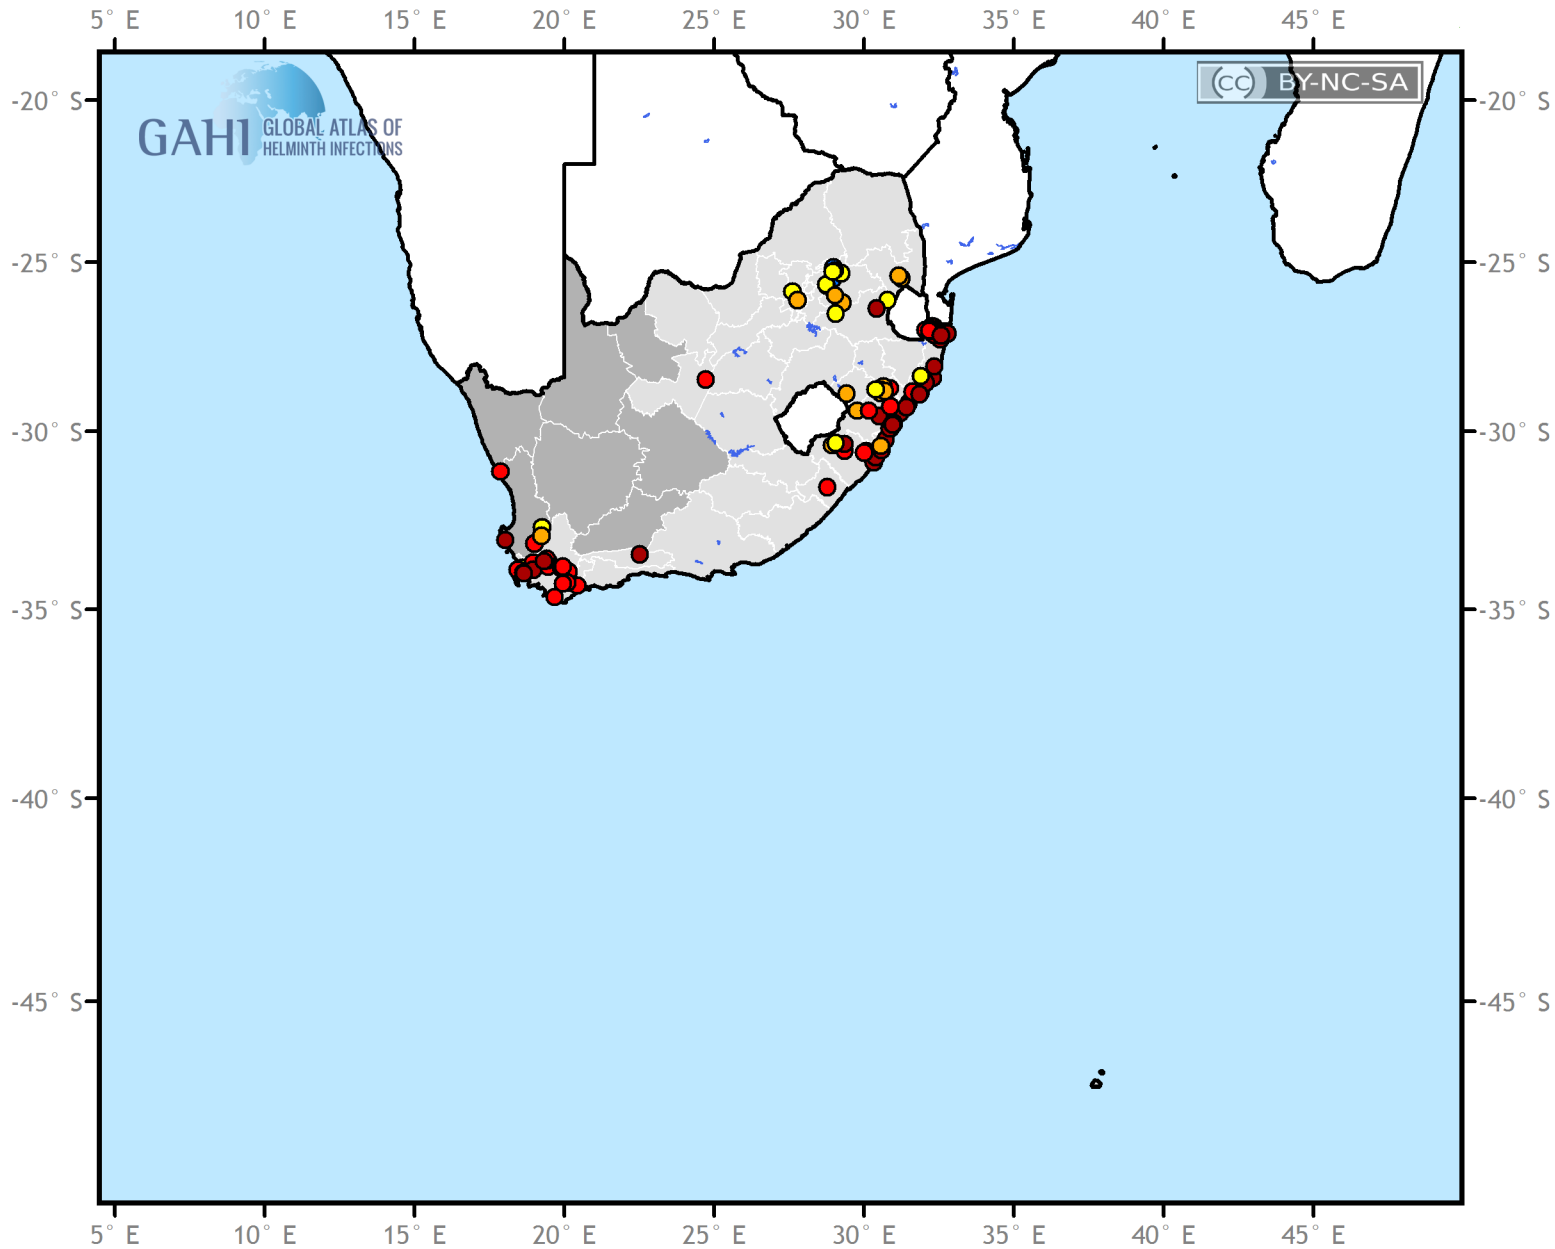 5° E 10° E 15° E 20° E 25° E 30° E 35° E 40° E 45° E
-20° S -20° S
GAHI GLOBAL ATLAS OF
HELMINTH INFECTIONS
cc BY-NC-SA
-25° S -25° S
-30° S -30° S
-35° S -35° S
-40° S -40° S
-45° S -45° S
5° E 10° E 15° E 20° E 25° E 30° E 35° E 40° E 45° E